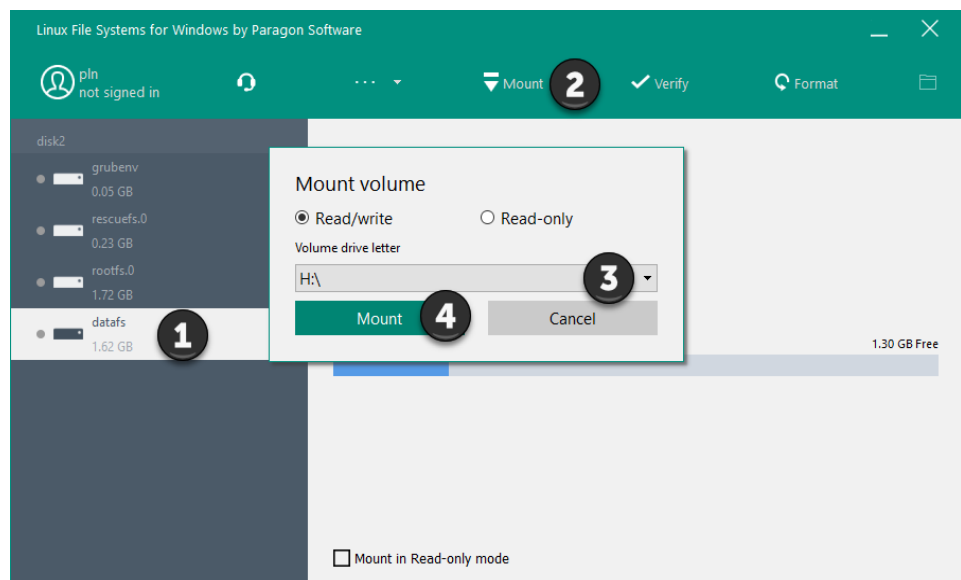 Linux File Systems for Windows by Paragon Software
pln
not signed in
... Mount 2 Verify Format
disk2
grubenv
0.05 GB
rescuefs.0
0.23 GB
rootfs.0
1.72 GB
datafs
1.62 GB
1
Mount volume
Read/write Read-only
Volume drive letter
H:\ 3
Mount 4 Cancel
1.30 GB Free
Mount in Read-only mode